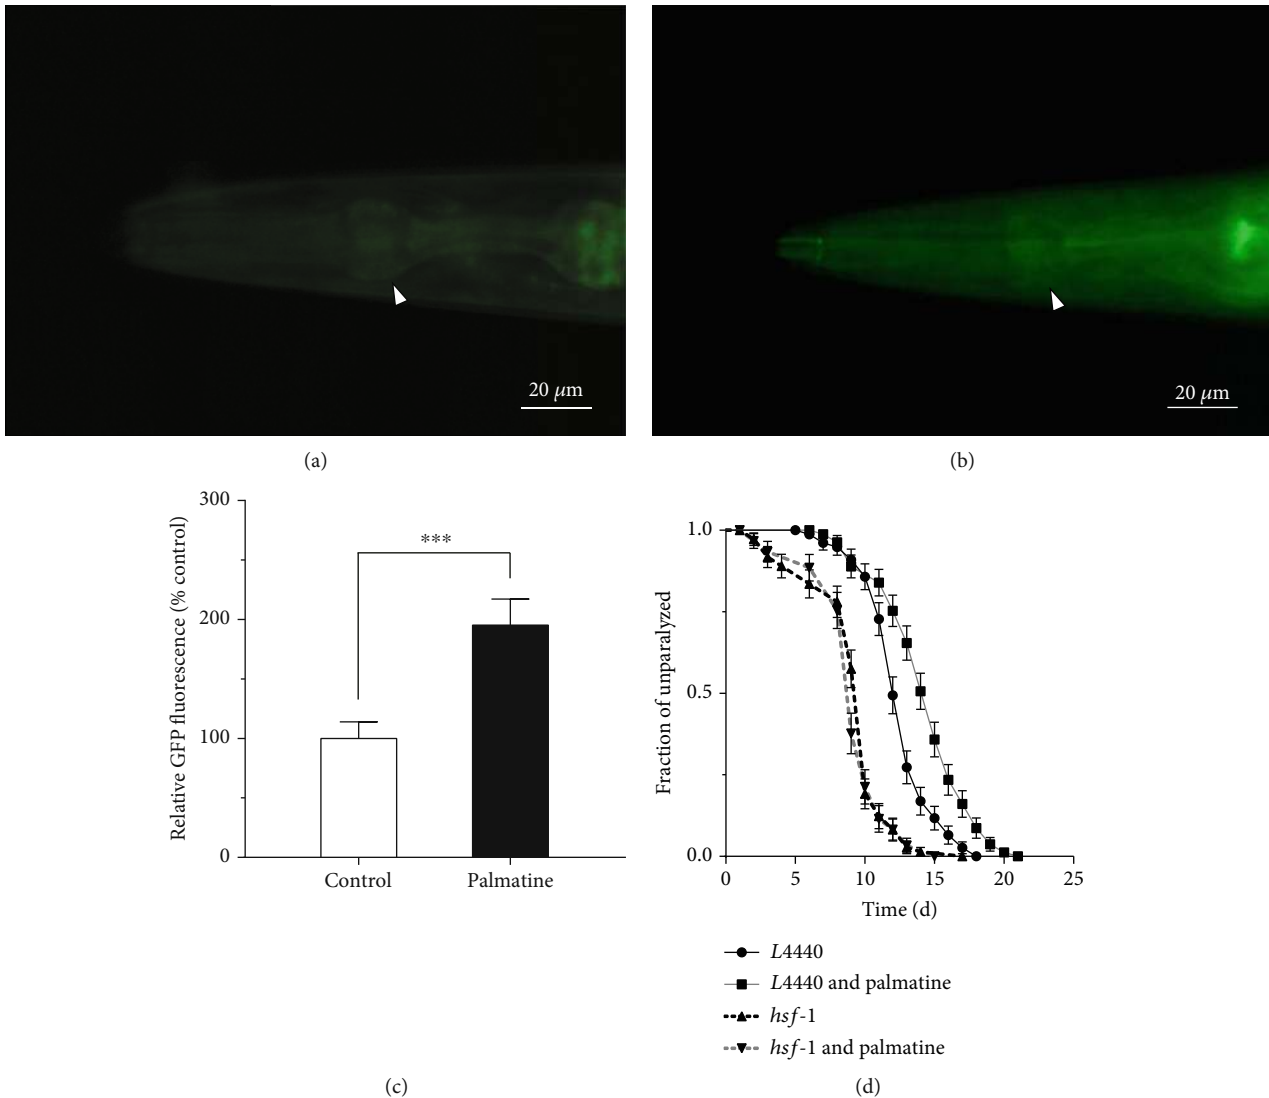 20 μm
20 μm
(a)
(b)
Relative GFP fluorescence (% control)
300
200
100
0
***
Control
Palmatine
(c)
Fraction of unparalyzed
1.0
0.5
0.0
0
5
10
15
20
25
Time (d)
L4440
L4440 and palmatine
hsf-1
hsf-1 and palmatine
(d)